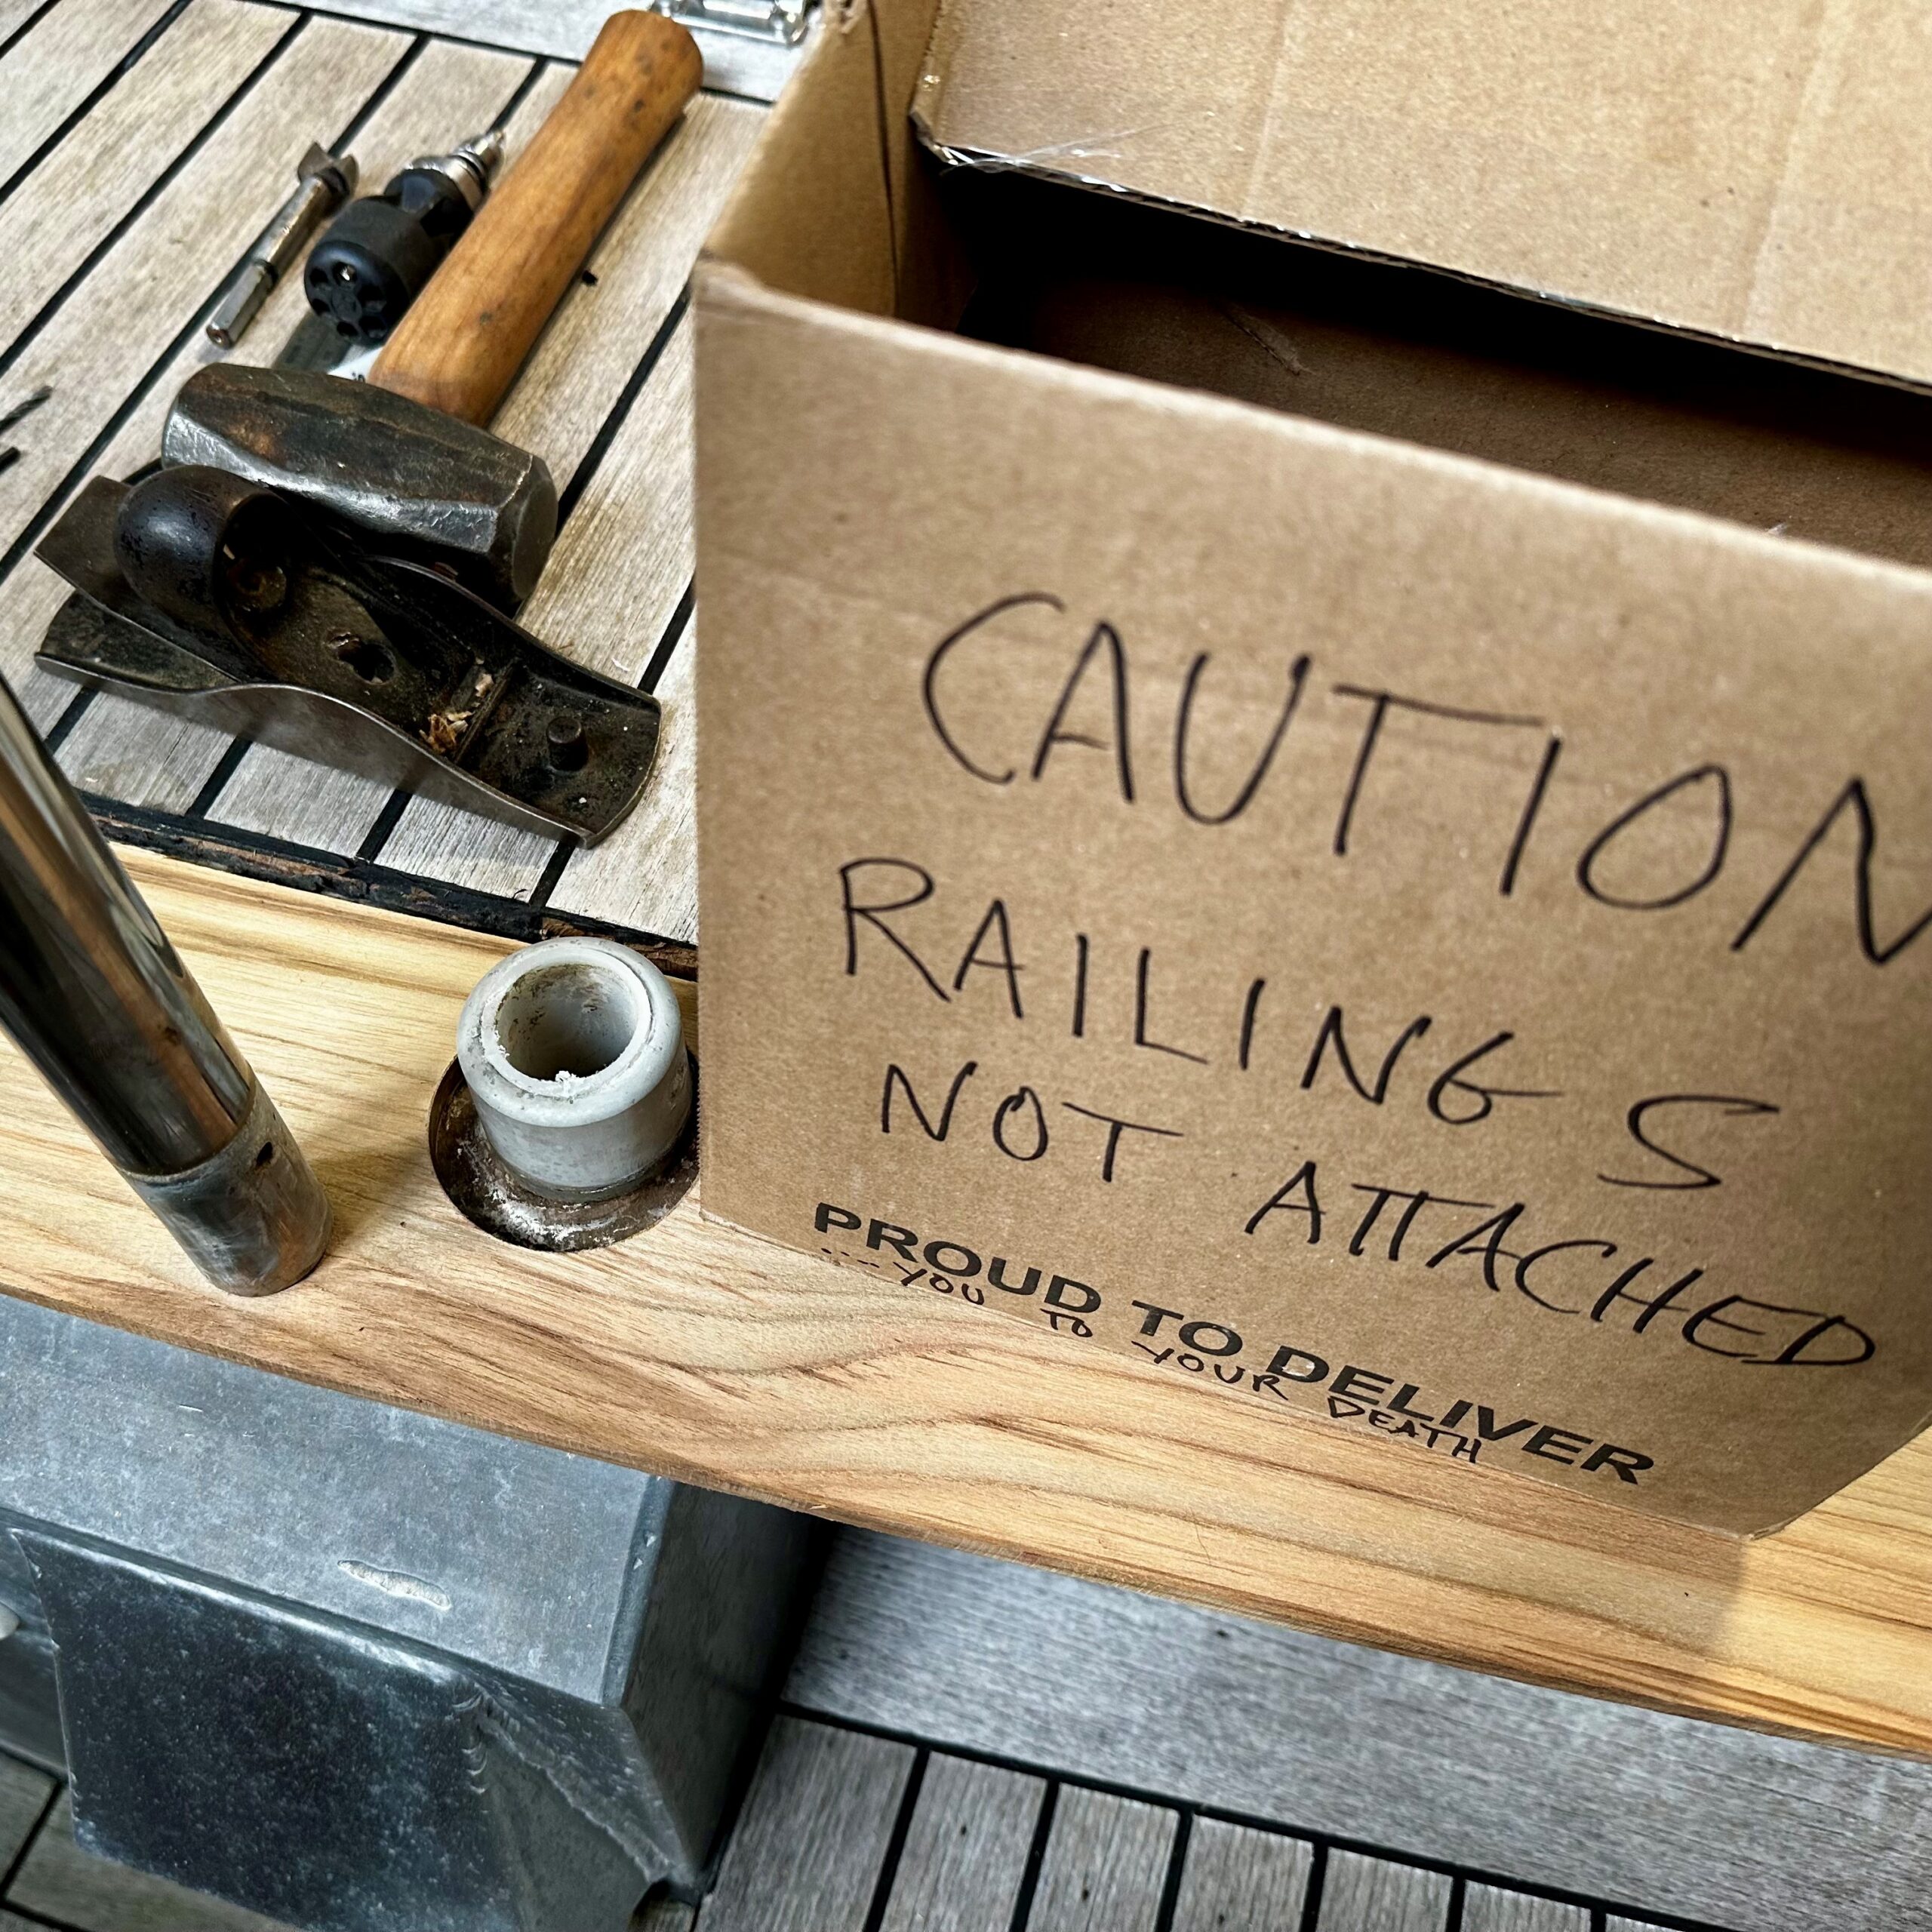 CAUTION
RAILINGS
NOT ATTACHED
PROUD TO DELIVER
...YOU TO YOUR DEATH